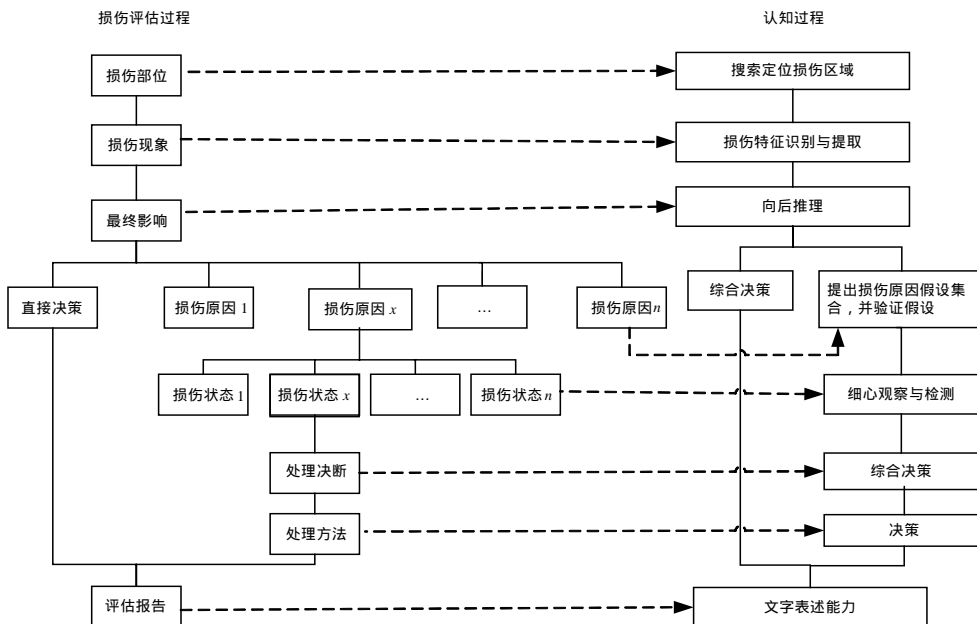 损伤评估过程
认知过程
损伤部位
搜索定位损伤区域
损伤现象
损伤特征识别与提取
最终影响
向后推理
直接决策
损伤原因 1
损伤原因 x
…
损伤原因n
综合决策
提出损伤原因假设集
合，并验证假设
损伤状态 1
损伤状态 x
…
损伤状态n
细心观察与检测
处理决断
综合决策
处理方法
决策
评估报告
文字表述能力